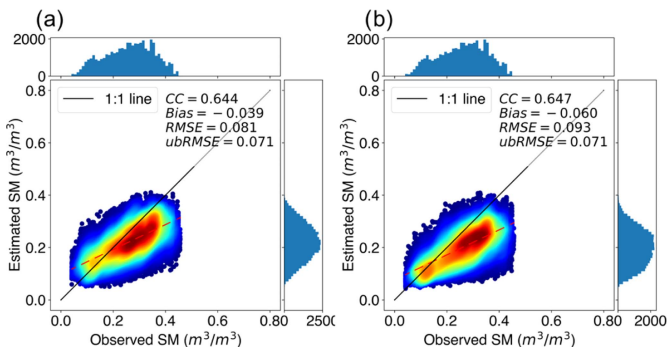 (a)
(b)
2000
0
2000
0
1:1 line
CC = 0.644
Bias = − 0.039
RMSE = 0.081
ubRMSE = 0.071
1:1 line
CC = 0.647
Bias = − 0.060
RMSE = 0.093
ubRMSE = 0.071
Estimated SM (m³/m³)
0.8
0.6
0.4
0.2
0.0
Estimated SM (m³/m³)
0.8
0.6
0.4
0.2
0.0
0.0 0.2 0.4 0.6 0.8
2500
0.0 0.2 0.4 0.6 0.8
2500
Observed SM (m³/m³)
Observed SM (m³/m³)